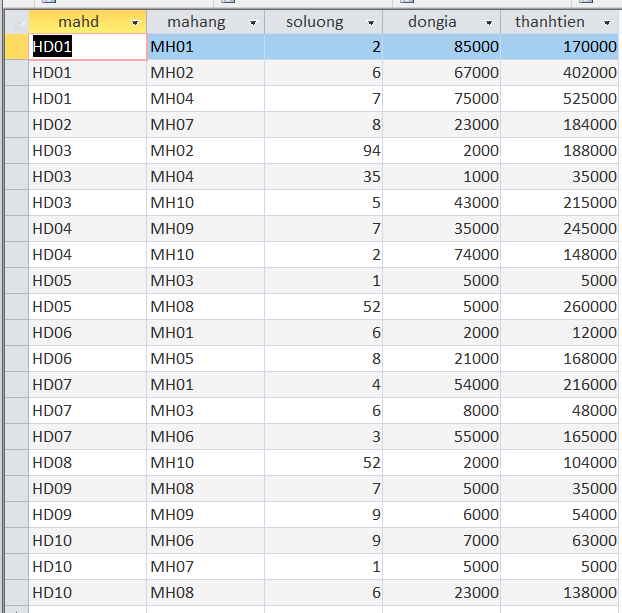 mahd mahang soluong dongia thanhtien
HD01 MH01 2 85000 170000
HD01 MH02 6 67000 402000
HD01 MH04 7 75000 525000
HD02 MH07 8 23000 184000
HD03 MH02 94 2000 188000
HD03 MH04 35 1000 35000
HD03 MH10 5 43000 215000
HD04 MH09 7 35000 245000
HD04 MH10 2 74000 148000
HD05 MH03 1 5000 5000
HD05 MH08 52 5000 260000
HD06 MH01 6 2000 12000
HD06 MH05 8 21000 168000
HD07 MH01 4 54000 216000
HD07 MH03 6 8000 48000
HD07 MH06 3 55000 165000
HD08 MH10 52 2000 104000
HD09 MH08 7 5000 35000
HD09 MH09 9 6000 54000
HD10 MH06 9 7000 63000
HD10 MH07 1 5000 5000
HD10 MH08 6 23000 138000